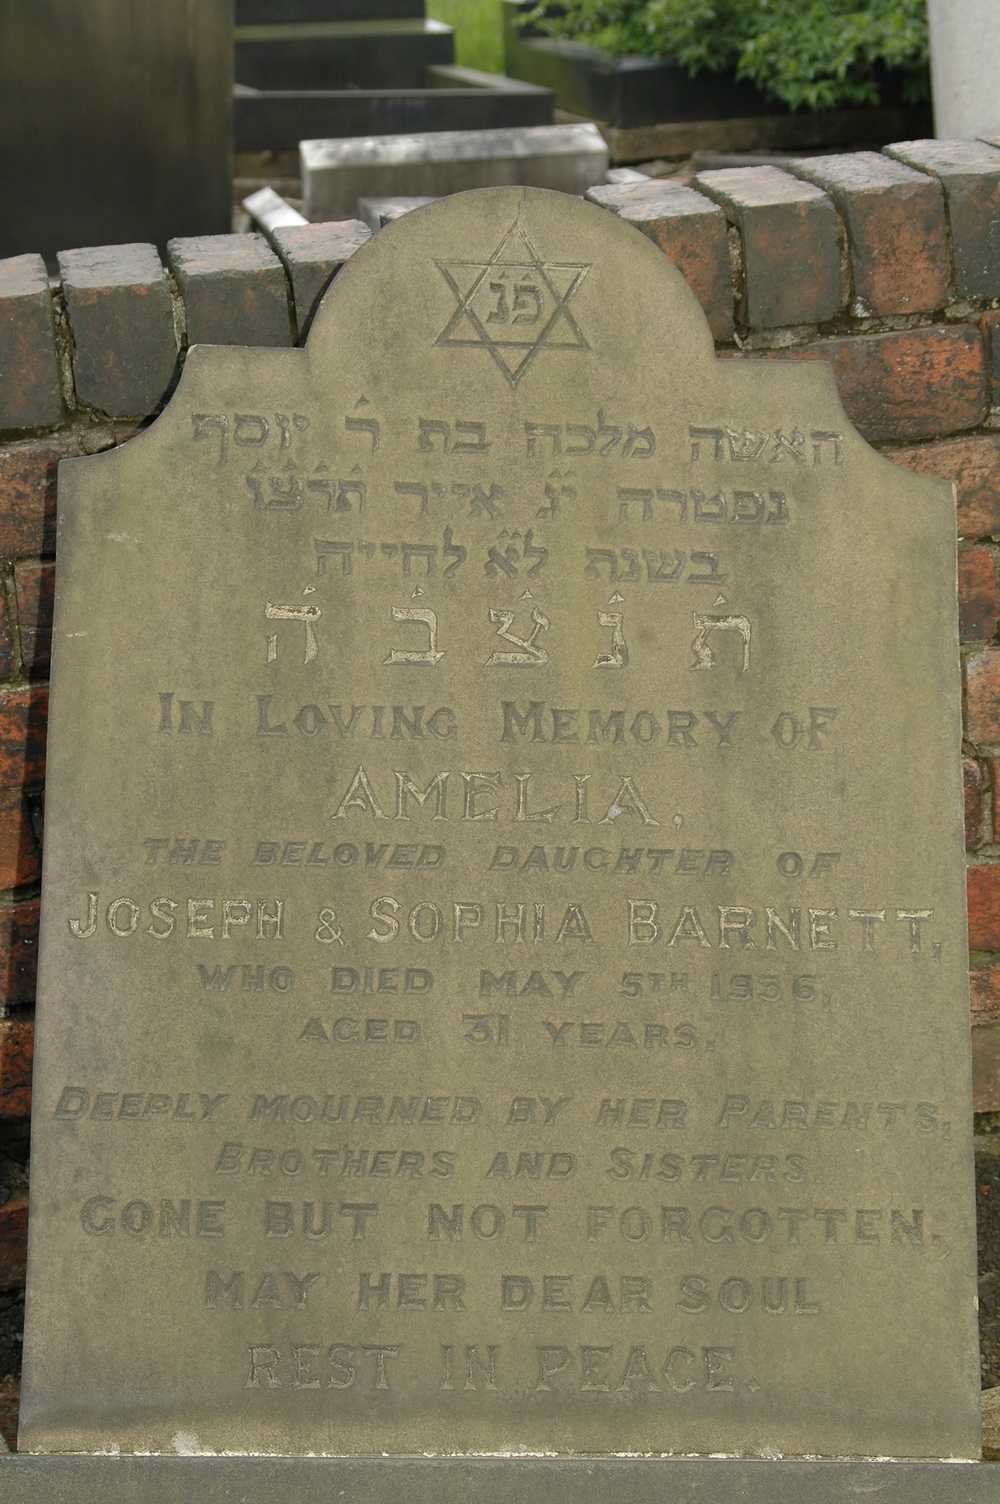 פ״נ
האשה מלכה בת ר׳ יוסף
נפטרה י״ג אייר תרצ״ו
בשנת ל״א לחייה
ת׳נ׳צ׳ב׳ה׳
IN LOVING MEMORY OF
AMELIA,
THE BELOVED DAUGHTER OF
JOSEPH & SOPHIA BARNETT,
WHO DIED MAY 5TH 1936,
AGED 31 YEARS.
DEEPLY MOURNED BY HER PARENTS,
BROTHERS AND SISTERS.
GONE BUT NOT FORGOTTEN,
MAY HER DEAR SOUL
REST IN PEACE.